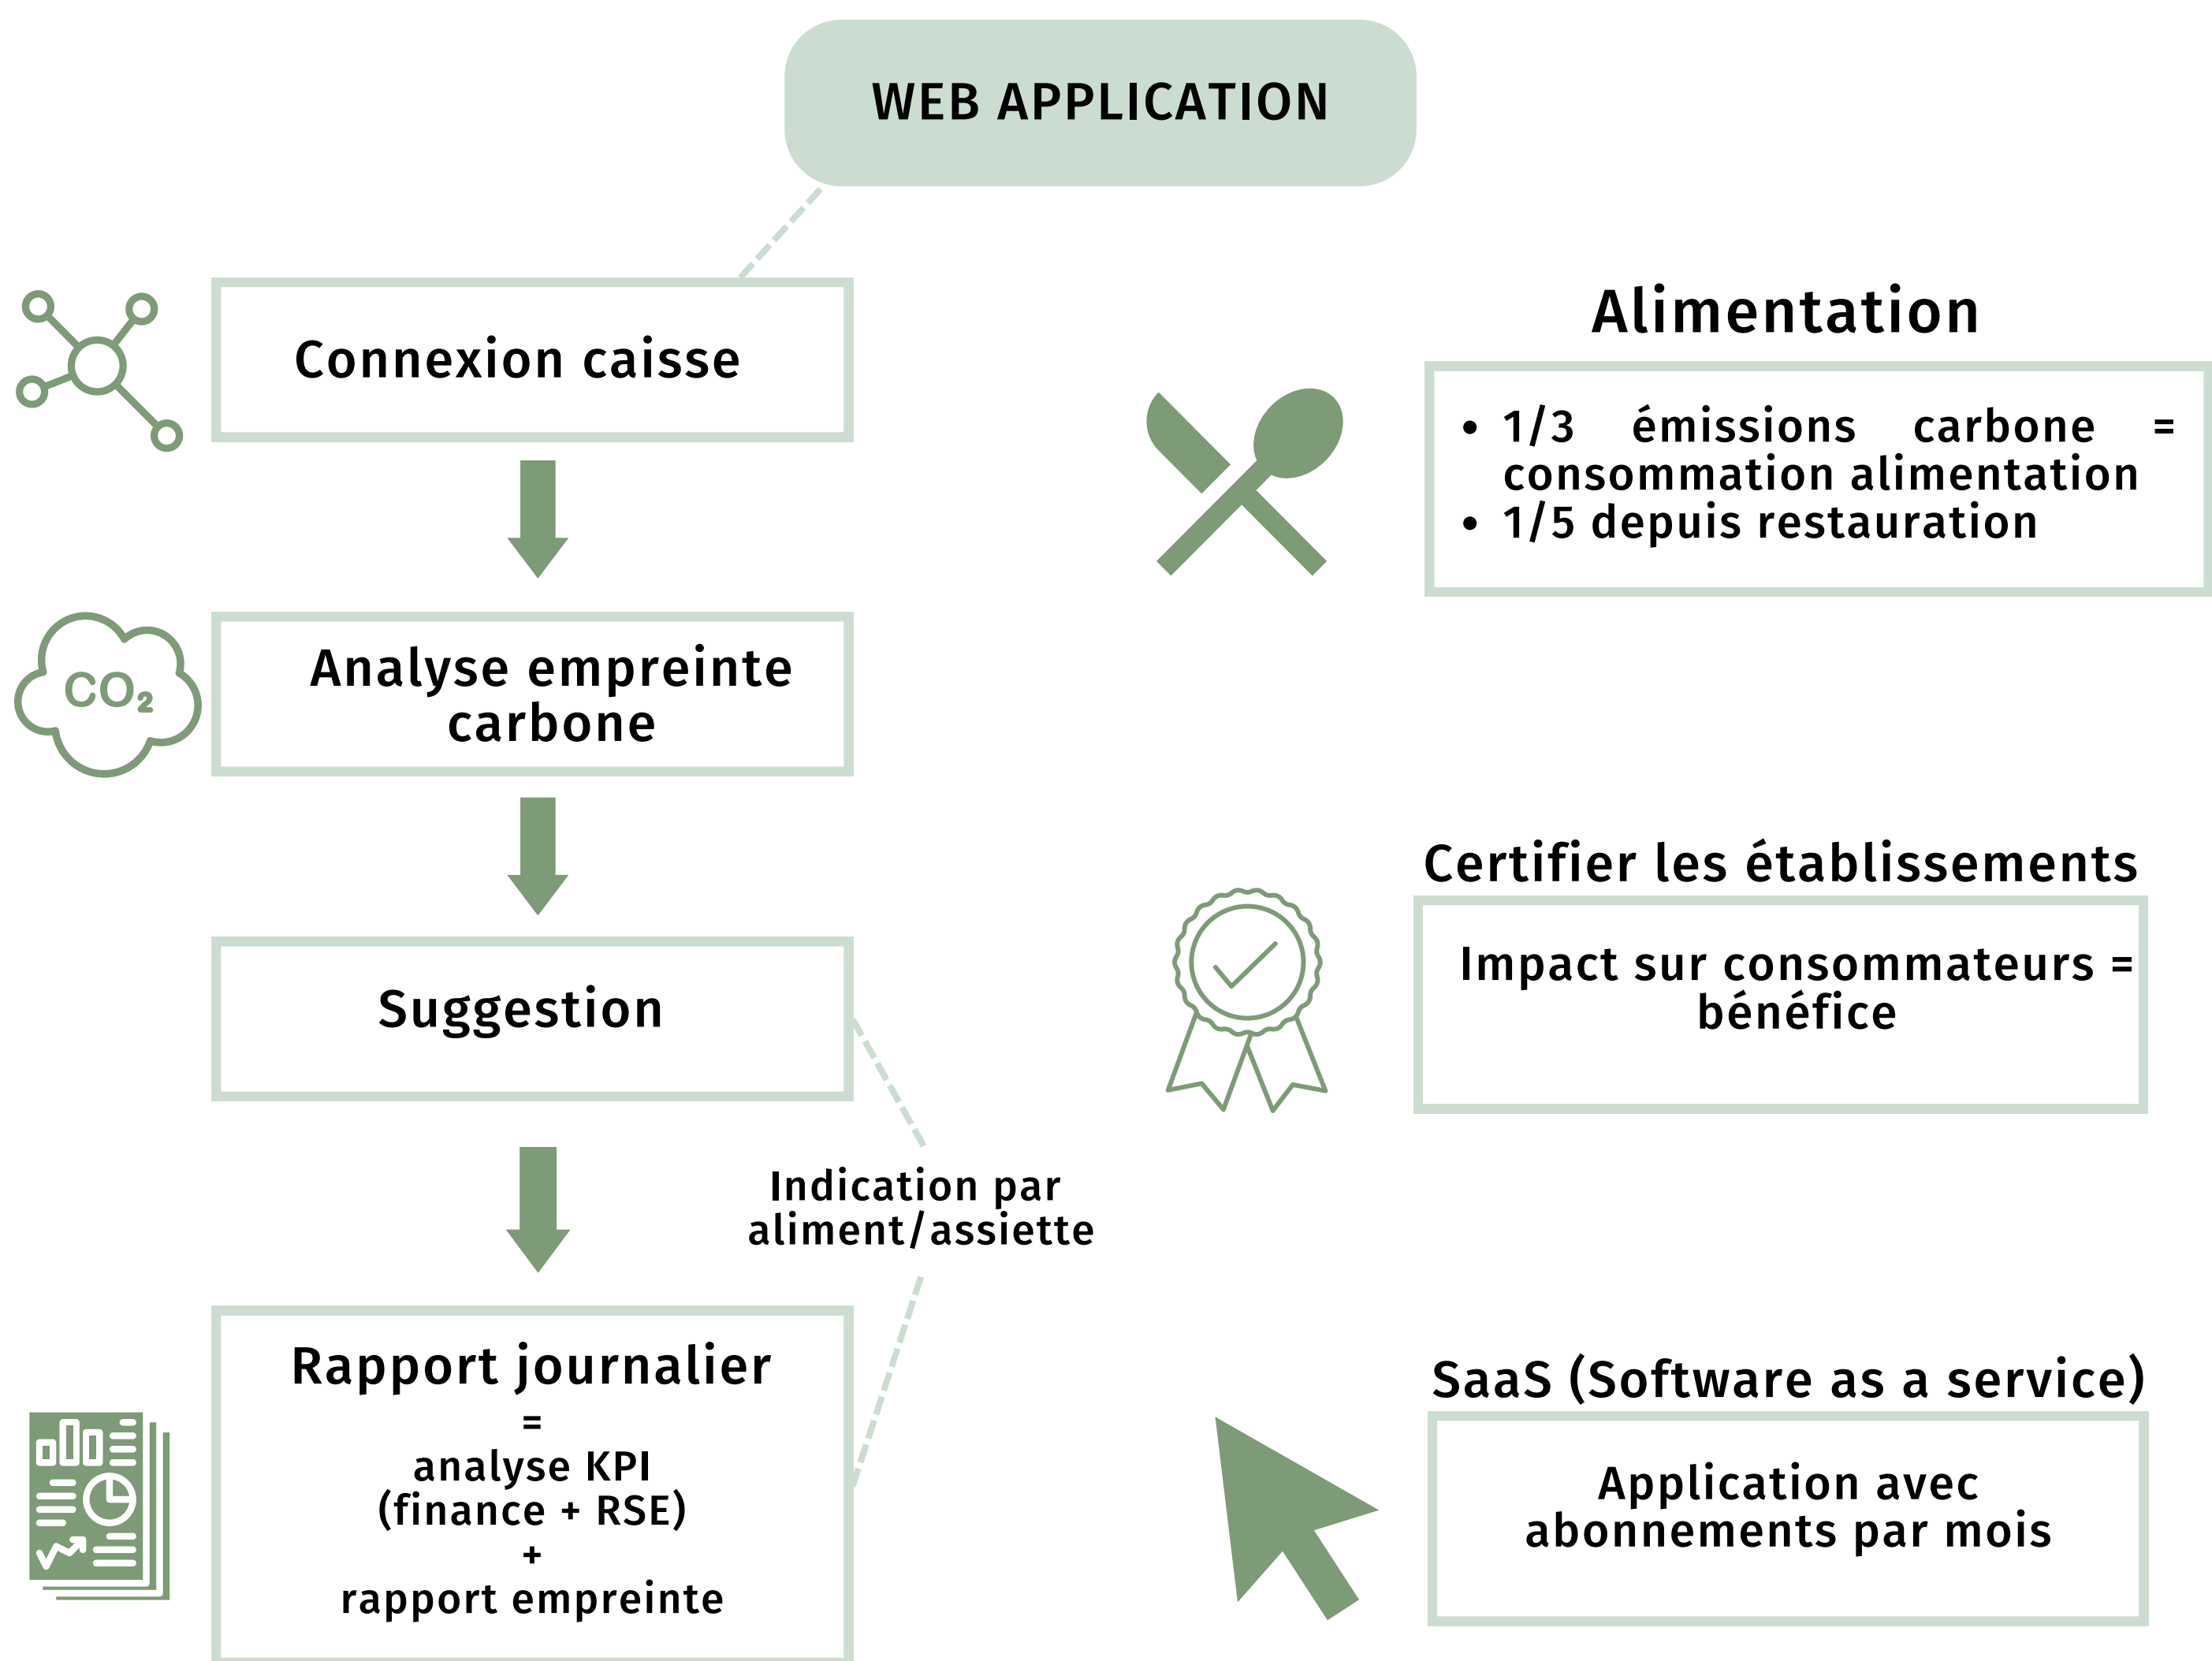 WEB APPLICATION
Connexion caisse
Analyse empreinte
carbone
CO₂
Suggestion
Indication par
aliment/assiette
Rapport journalier
=
analyse KPI
(finance + RSE)
+
rapport empreinte
Alimentation
• 1/3 émissions carbone =
consommation alimentation
• 1/5 depuis restauration
Certifier les établissements
Impact sur consommateurs =
bénéfice
SaaS (Software as a service)
Application avec
abonnements par mois